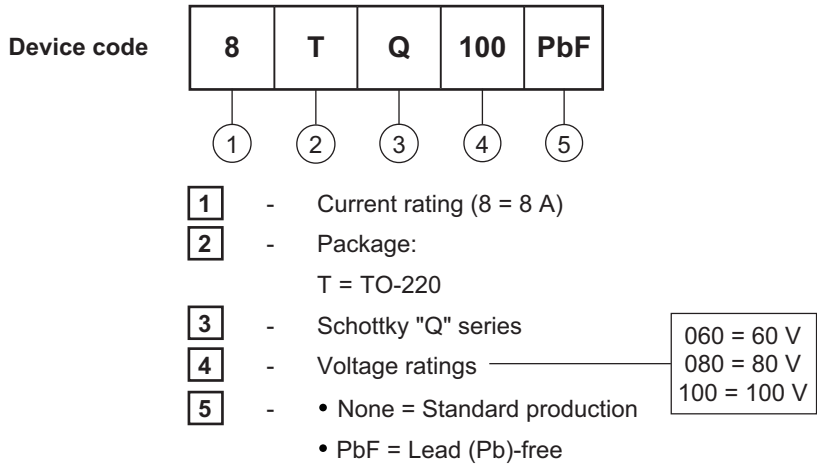 Device code 8 T Q 100 PbF
1 2 3 4 5
1 - Current rating (8 = 8 A)
2 - Package:
T = TO-220
3 - Schottky "Q" series
4 - Voltage ratings
060 = 60 V
080 = 80 V
100 = 100 V
5 - • None = Standard production
• PbF = Lead (Pb)-free